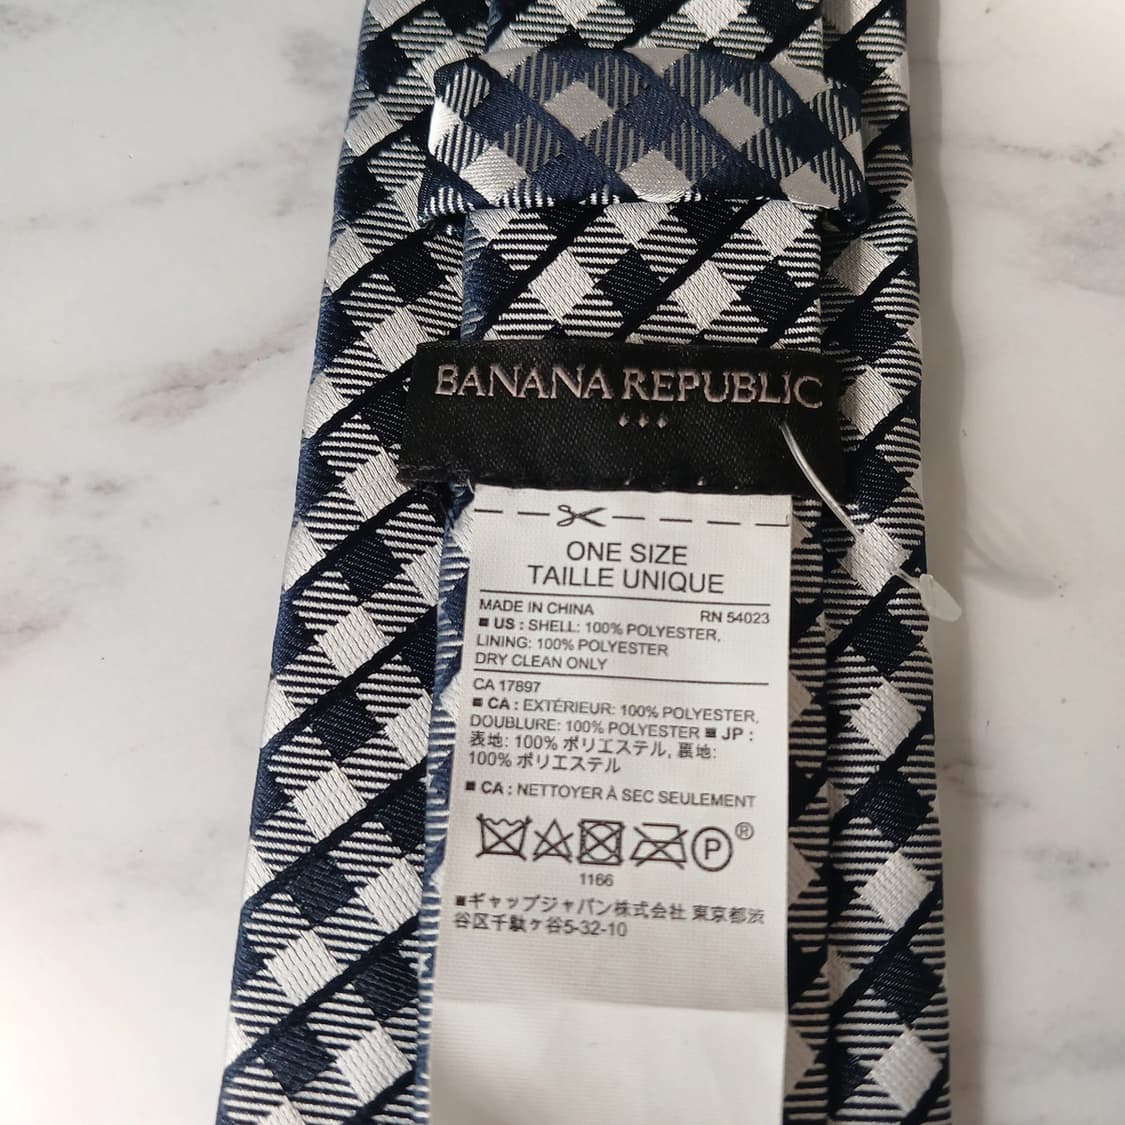 BANANA REPUBLIC
ONE SIZE
TAILLE UNIQUE
MADE IN CHINA RN 54023
■ US : SHELL: 100% POLYESTER,
LINING: 100% POLYESTER
DRY CLEAN ONLY
CA 17897
■ CA : EXTÉRIEUR: 100% POLYESTER,
DOUBLURE: 100% POLYESTER ■ JP :
表地: 100% ポリエステル, 裏地:
100% ポリエステル
■ CA : NETTOYER À SEC SEULEMENT
P ®
1166
■ギャップジャパン株式会社 東京都渋
谷区千駄ヶ谷5-32-10